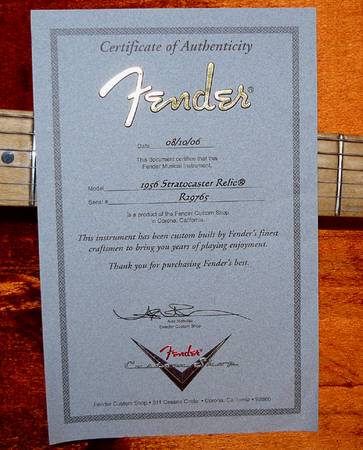 Certificate of Authenticity
Fender®
Date 08/10/06
This document certifies that this
Fender Musical Instrument,
Model 1956 Stratocaster Relic®
Serial # R29765
is a product of the Fender Custom Shop
in Corona, California.
This instrument has been custom built by Fender's finest
craftsmen to bring you years of playing enjoyment.
Thank you for purchasing Fender's best.
Fender Custom Shop
Fender
Custom Shop
Fender Custom Shop • 311 Cessna Circle • Corona, California • 92880